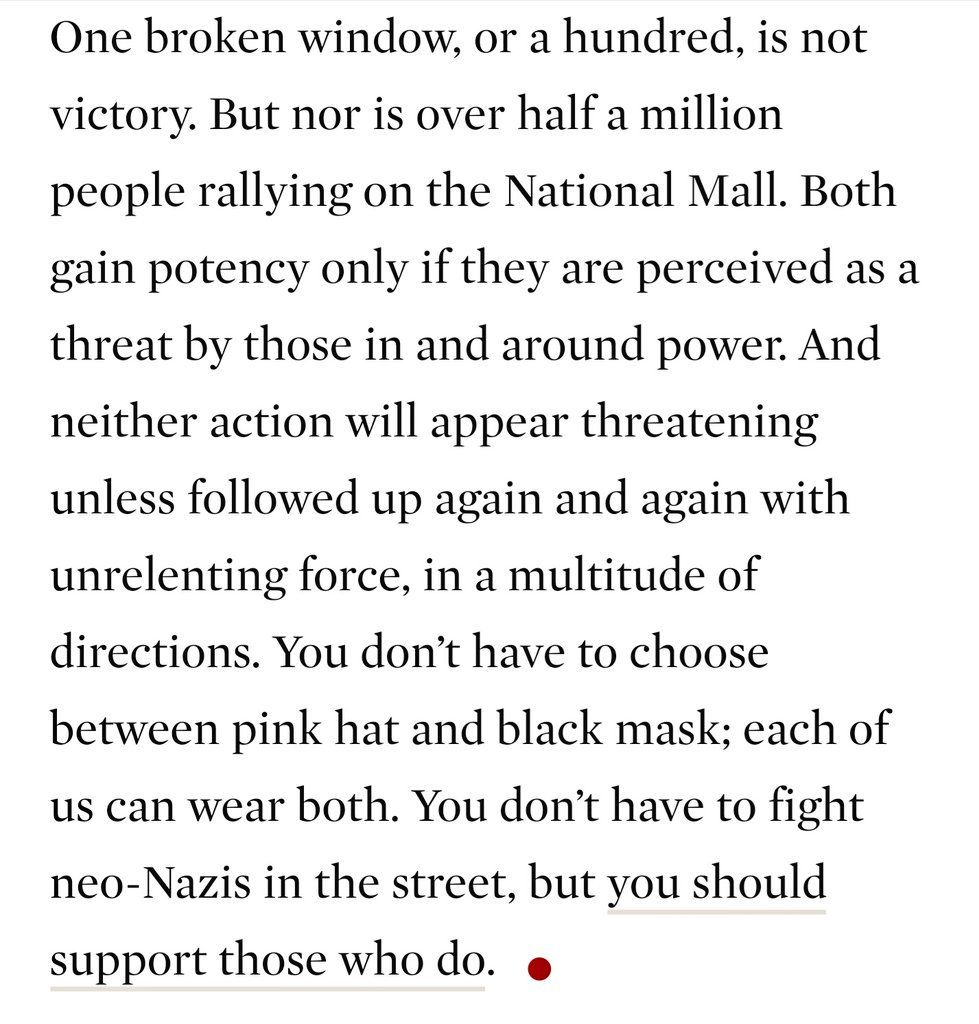 One broken window, or a hundred, is not
victory. But nor is over half a million
people rallying on the National Mall. Both
gain potency only if they are perceived as a
threat by those in and around power. And
neither action will appear threatening
unless followed up again and again with
unrelenting force, in a multitude of
directions. You don’t have to choose
between pink hat and black mask; each of
us can wear both. You don’t have to fight
neo-Nazis in the street, but you should
support those who do.